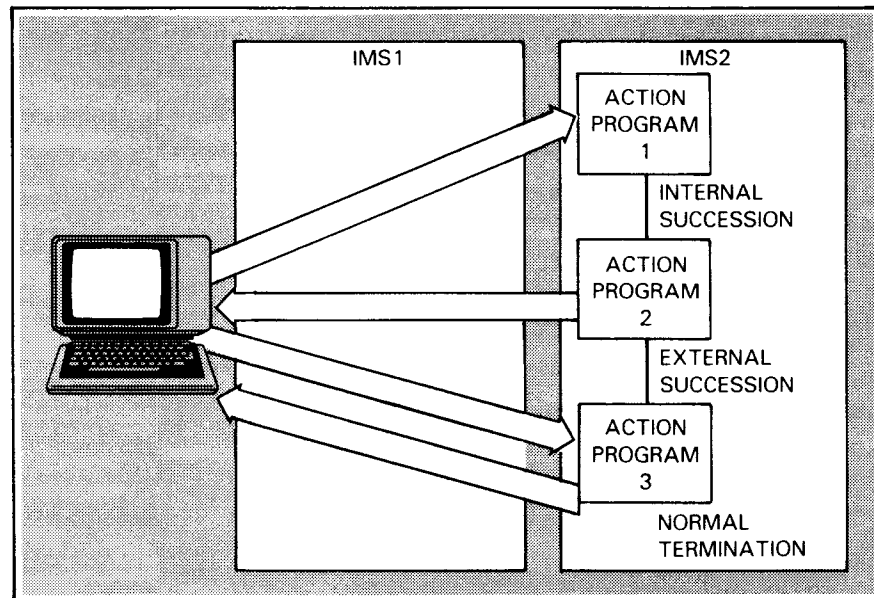 IMS1
IMS2
ACTION
PROGRAM
1
INTERNAL
SUCCESSION
ACTION
PROGRAM
2
EXTERNAL
SUCCESSION
ACTION
PROGRAM
3
NORMAL
TERMINATION